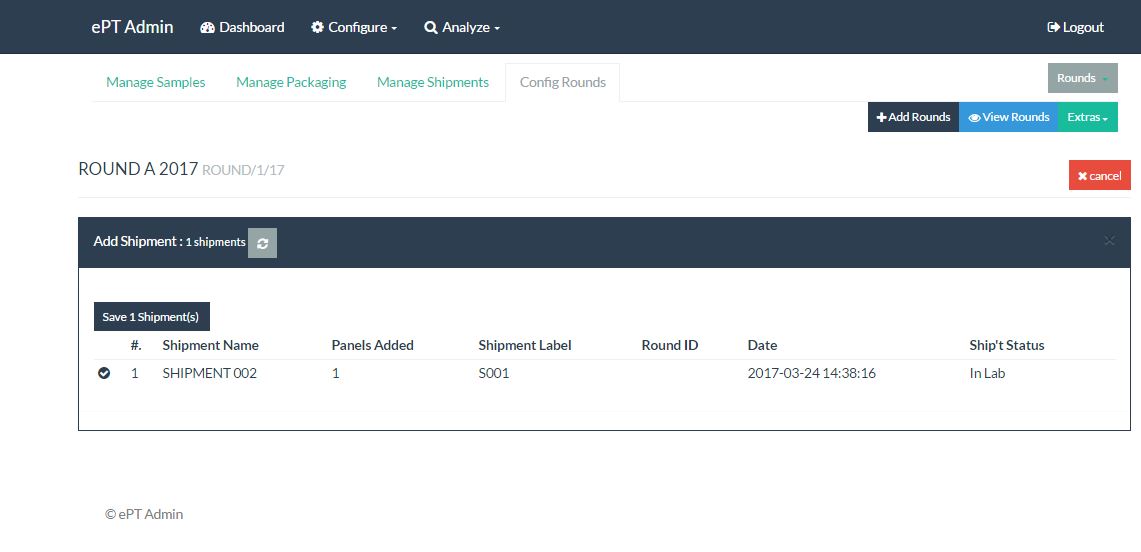 ePT Admin Dashboard Configure Analyze Logout
Manage Samples Manage Packaging Manage Shipments Config Rounds Rounds
Add Rounds View Rounds Extras
ROUND A 2017 ROUND/1/17
cancel
Add Shipment : 1 shipments
Save 1 Shipment(s)
#. Shipment Name Panels Added Shipment Label Round ID Date Ship't Status
1 SHIPMENT 002 1 S001 2017-03-24 14:38:16 In Lab
© ePT Admin